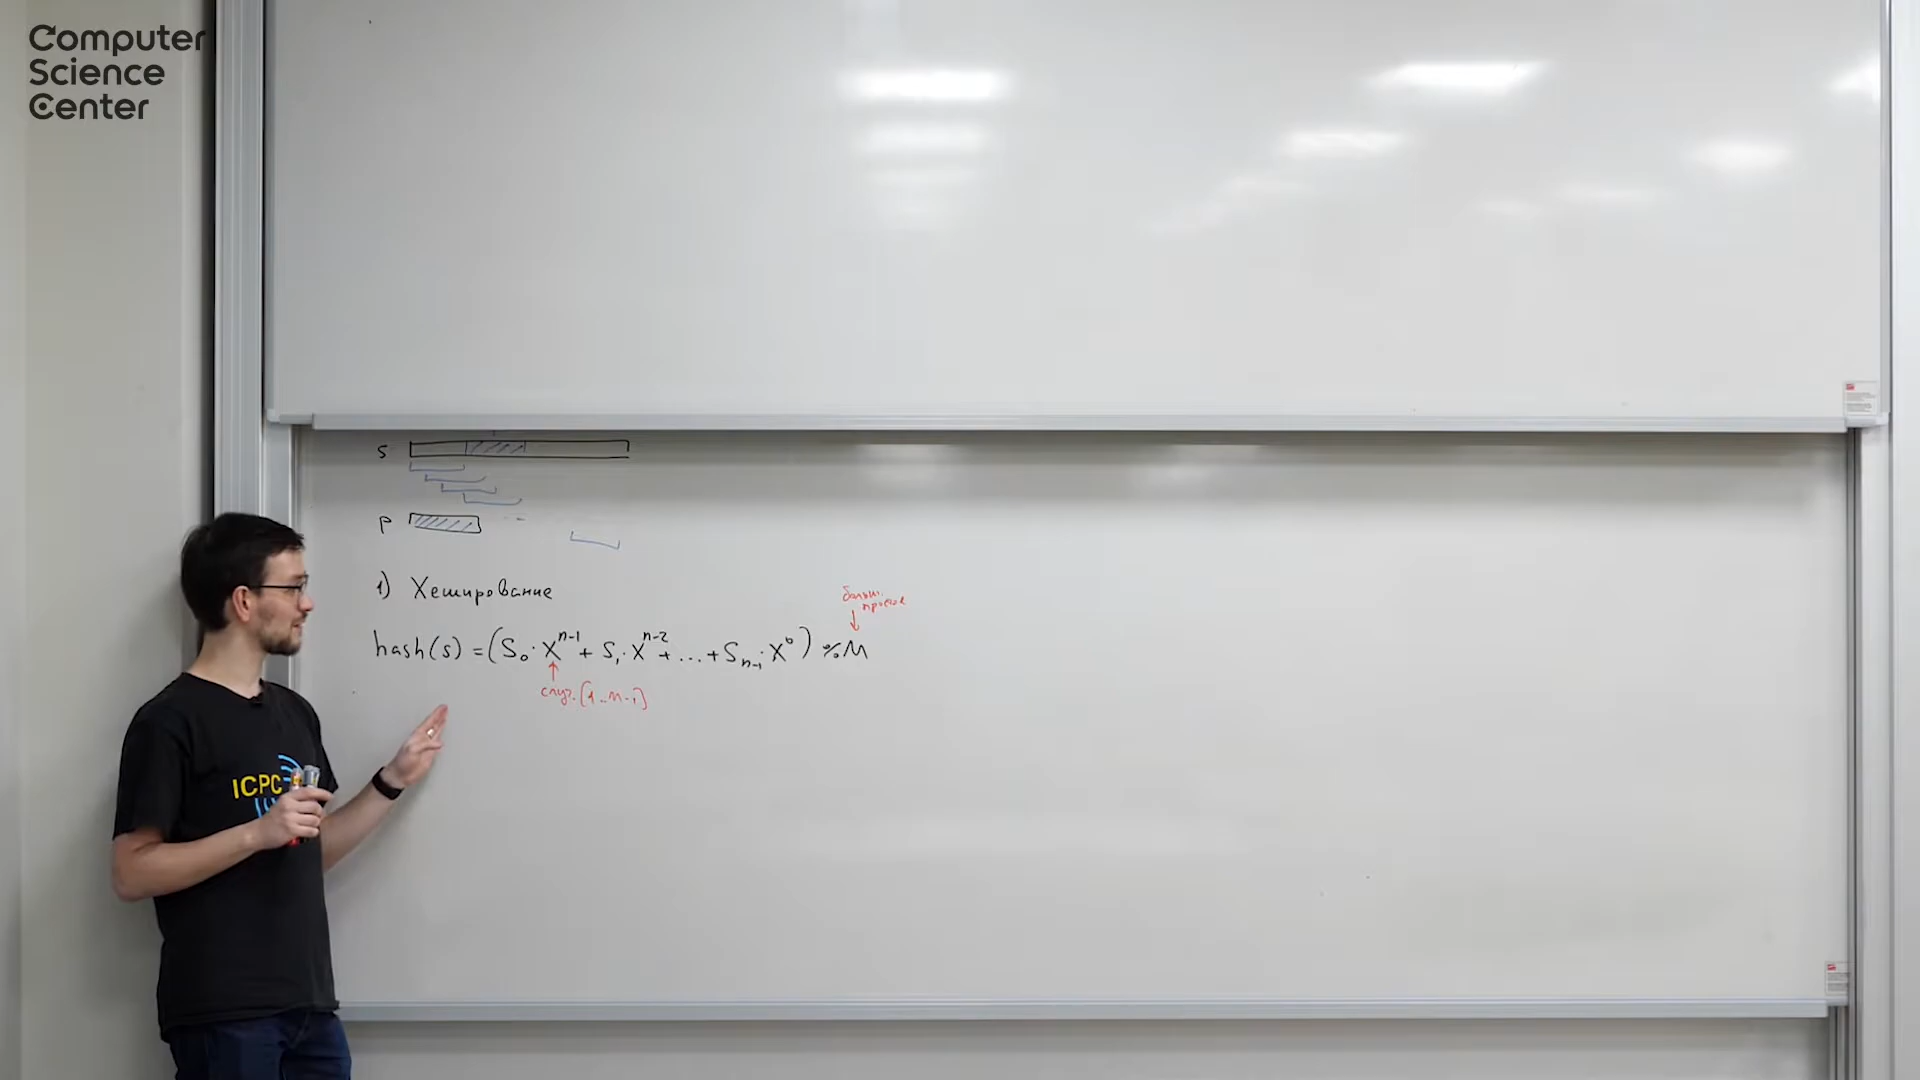 Computer
Science
Center
s
p
1) Хеширование
больш.
простое
hash(s) = (S₀·X^{n-1} + S₁·X^{n-2} + ... + S_{n-1}·X⁰) % M
случ. [1..M-1]
ICPC